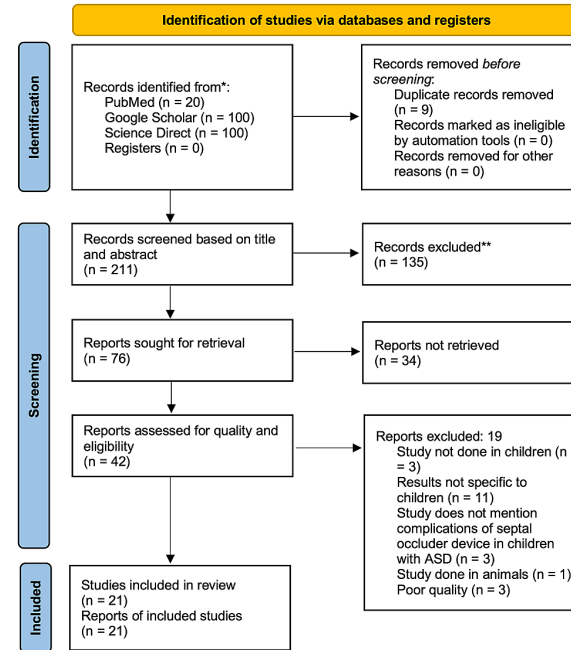 Identification of studies via databases and registers
Identification
Records identified from*:
PubMed (n = 20)
Google Scholar (n = 100)
Science Direct (n = 100)
Registers (n = 0)
Records removed before
screening:
Duplicate records removed
(n = 9)
Records marked as ineligible
by automation tools (n = 0)
Records removed for other
reasons (n = 0)
Screening
Records screened based on title
and abstract
(n = 211)
Records excluded**
(n = 135)
Reports sought for retrieval
(n = 76)
Reports not retrieved
(n = 34)
Reports assessed for quality and
eligibility
(n = 42)
Reports excluded: 19
Study not done in children (n
= 3)
Results not specific to
children (n = 11)
Study does not mention
complications of septal
occluder device in children
with ASD (n = 3)
Study done in animals (n = 1)
Poor quality (n = 3)
Included
Studies included in review
(n = 21)
Reports of included studies
(n = 21)